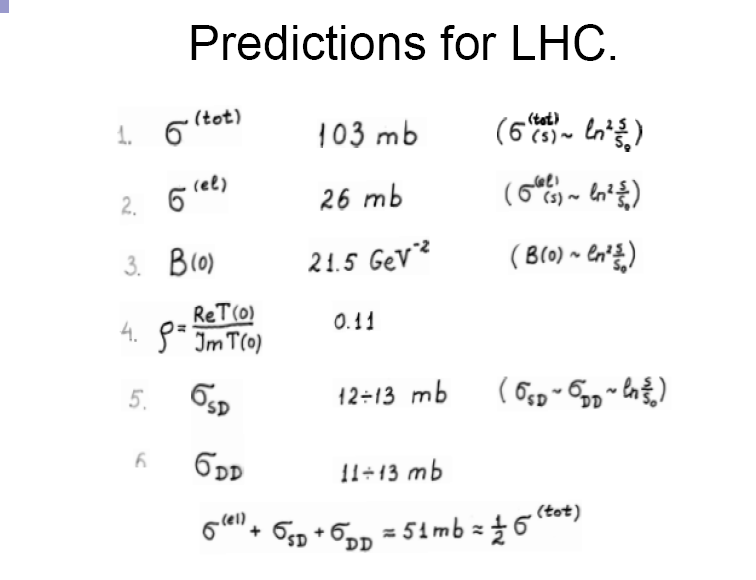 Predictions for LHC.
1. σ^(tot) 103 mb (σ^(tot)(s) ~ ln² s/s₀)
2. σ^(el) 26 mb (σ^(el)(s) ~ ln² s/s₀)
3. B(0) 21.5 GeV⁻² (B(0) ~ ln² s/s₀)
4. ρ = ReT(0)/ImT(0) 0.11
5. σ_SD 12÷13 mb (σ_SD ~ σ_DD ~ ln s/s₀)
6 σ_DD 11÷13 mb
σ^(el) + σ_SD + σ_DD = 51mb ≈ 1/2 σ^(tot)